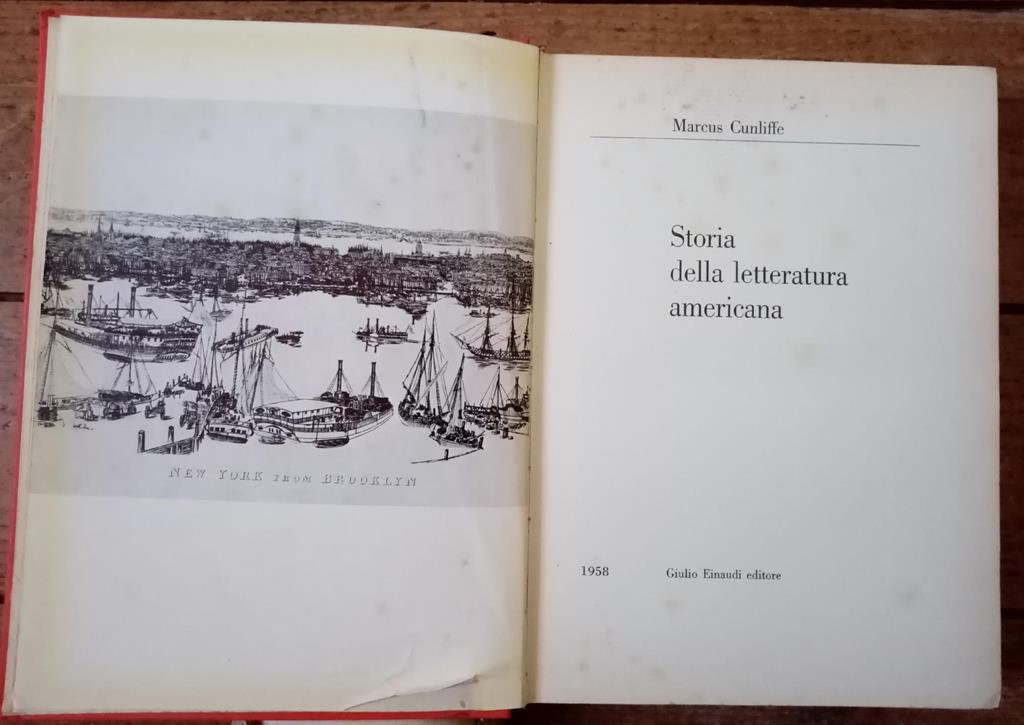 NEW YORK FROM BROOKLYN
Marcus Cunliffe
Storia
della letteratura
americana
1958 Giulio Einaudi editore